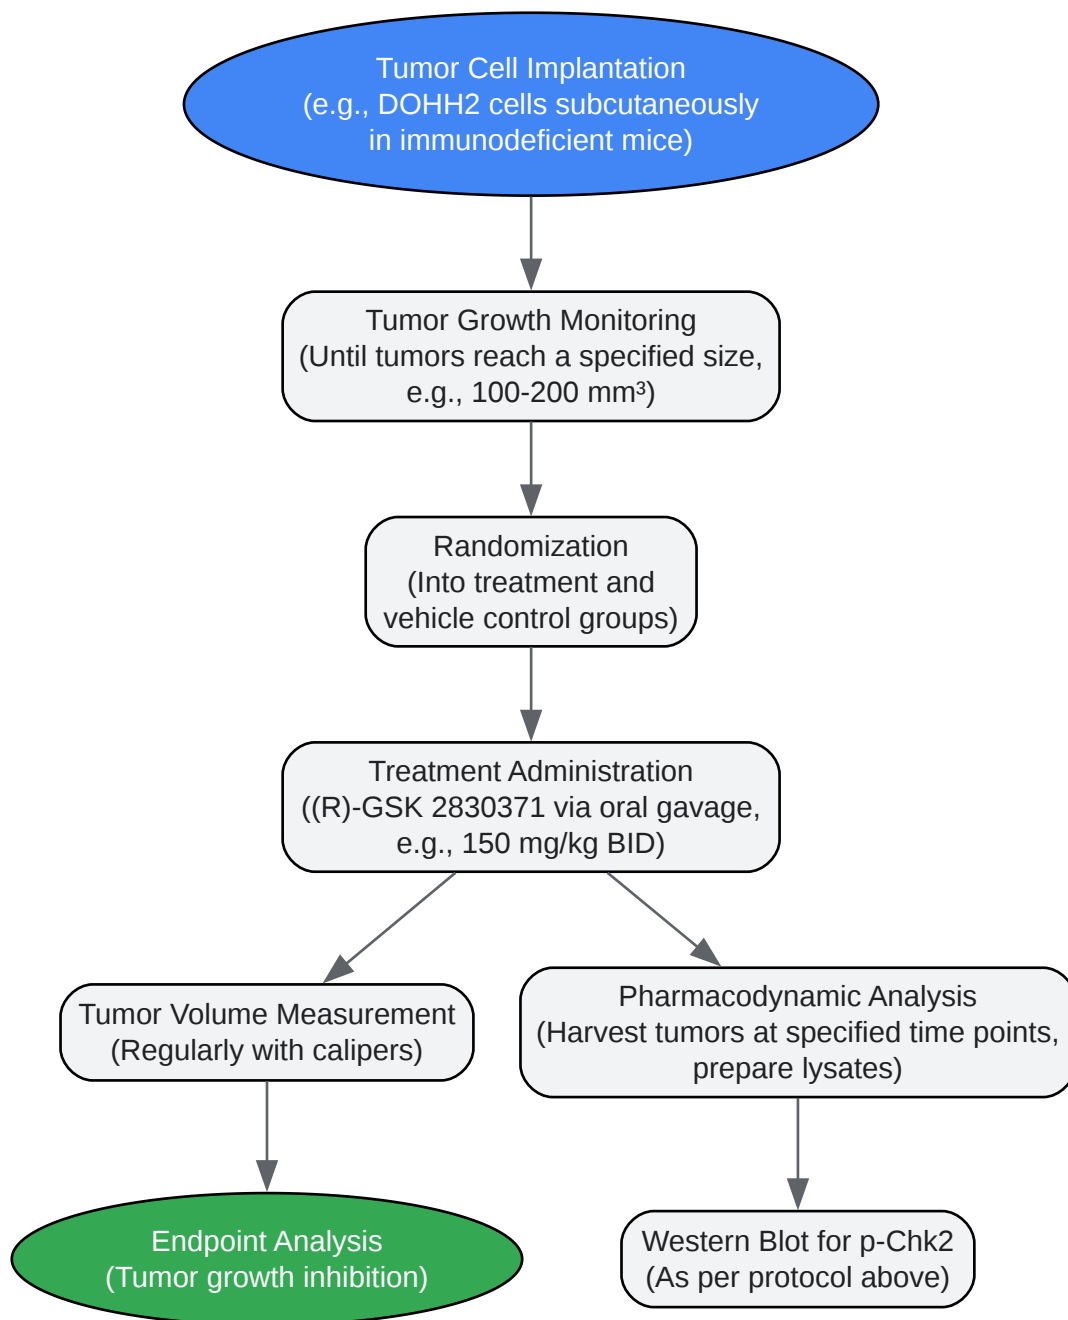 Tumor Cell Implantation
(e.g., DOHH2 cells subcutaneously
in immunodeficient mice)
Tumor Growth Monitoring
(Until tumors reach a specified size,
e.g., 100-200 mm³)
Randomization
(Into treatment and
vehicle control groups)
Treatment Administration
((R)-GSK 2830371 via oral gavage,
e.g., 150 mg/kg BID)
Tumor Volume Measurement
(Regularly with calipers)
Pharmacodynamic Analysis
(Harvest tumors at specified time points,
prepare lysates)
Endpoint Analysis
(Tumor growth inhibition)
Western Blot for p-Chk2
(As per protocol above)